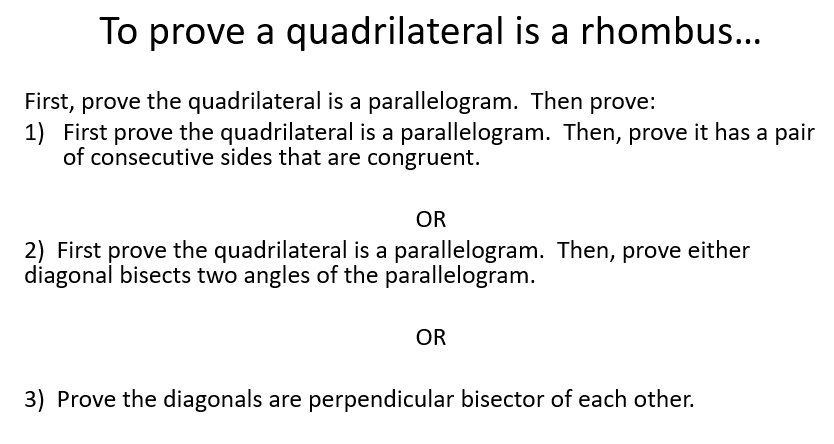 To prove a quadrilateral is a rhombus...
First, prove the quadrilateral is a parallelogram.  Then prove:
1)  First prove the quadrilateral is a parallelogram.  Then, prove it has a pair
of consecutive sides that are congruent.
OR
2)  First prove the quadrilateral is a parallelogram.  Then, prove either
diagonal bisects two angles of the parallelogram.
OR
3)  Prove the diagonals are perpendicular bisector of each other.